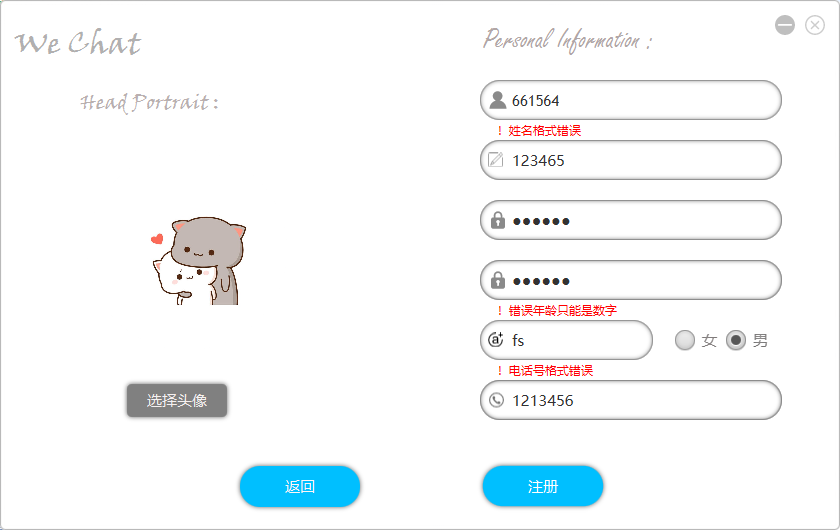 We Chat
Personal Information :
Head Portrait :
661564
! 姓名格式错误
123465
●●●●●●
●●●●●●
! 错误年龄只能是数字
fs
女 男
! 电话号格式错误
1213456
选择头像
返回 注册